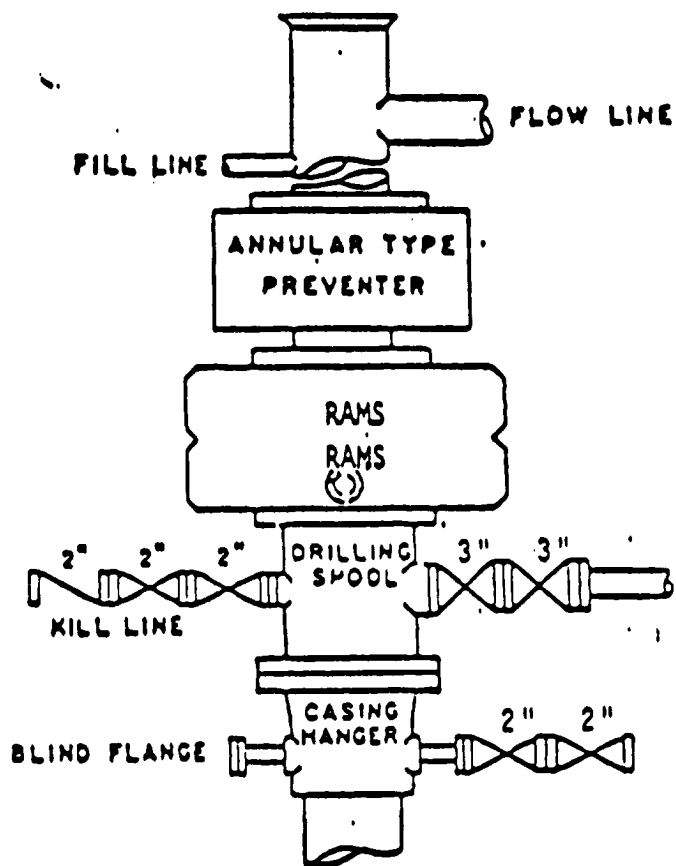 FLOW LINE
FILL LINE
ANNULAR TYPE
PREVENTER
RAMS
RAMS
2" 2" 2"
DRILLING
SPOOL
3" 3"
KILL LINE
CASING
HANGER
2" 2"
BLIND FLANGE